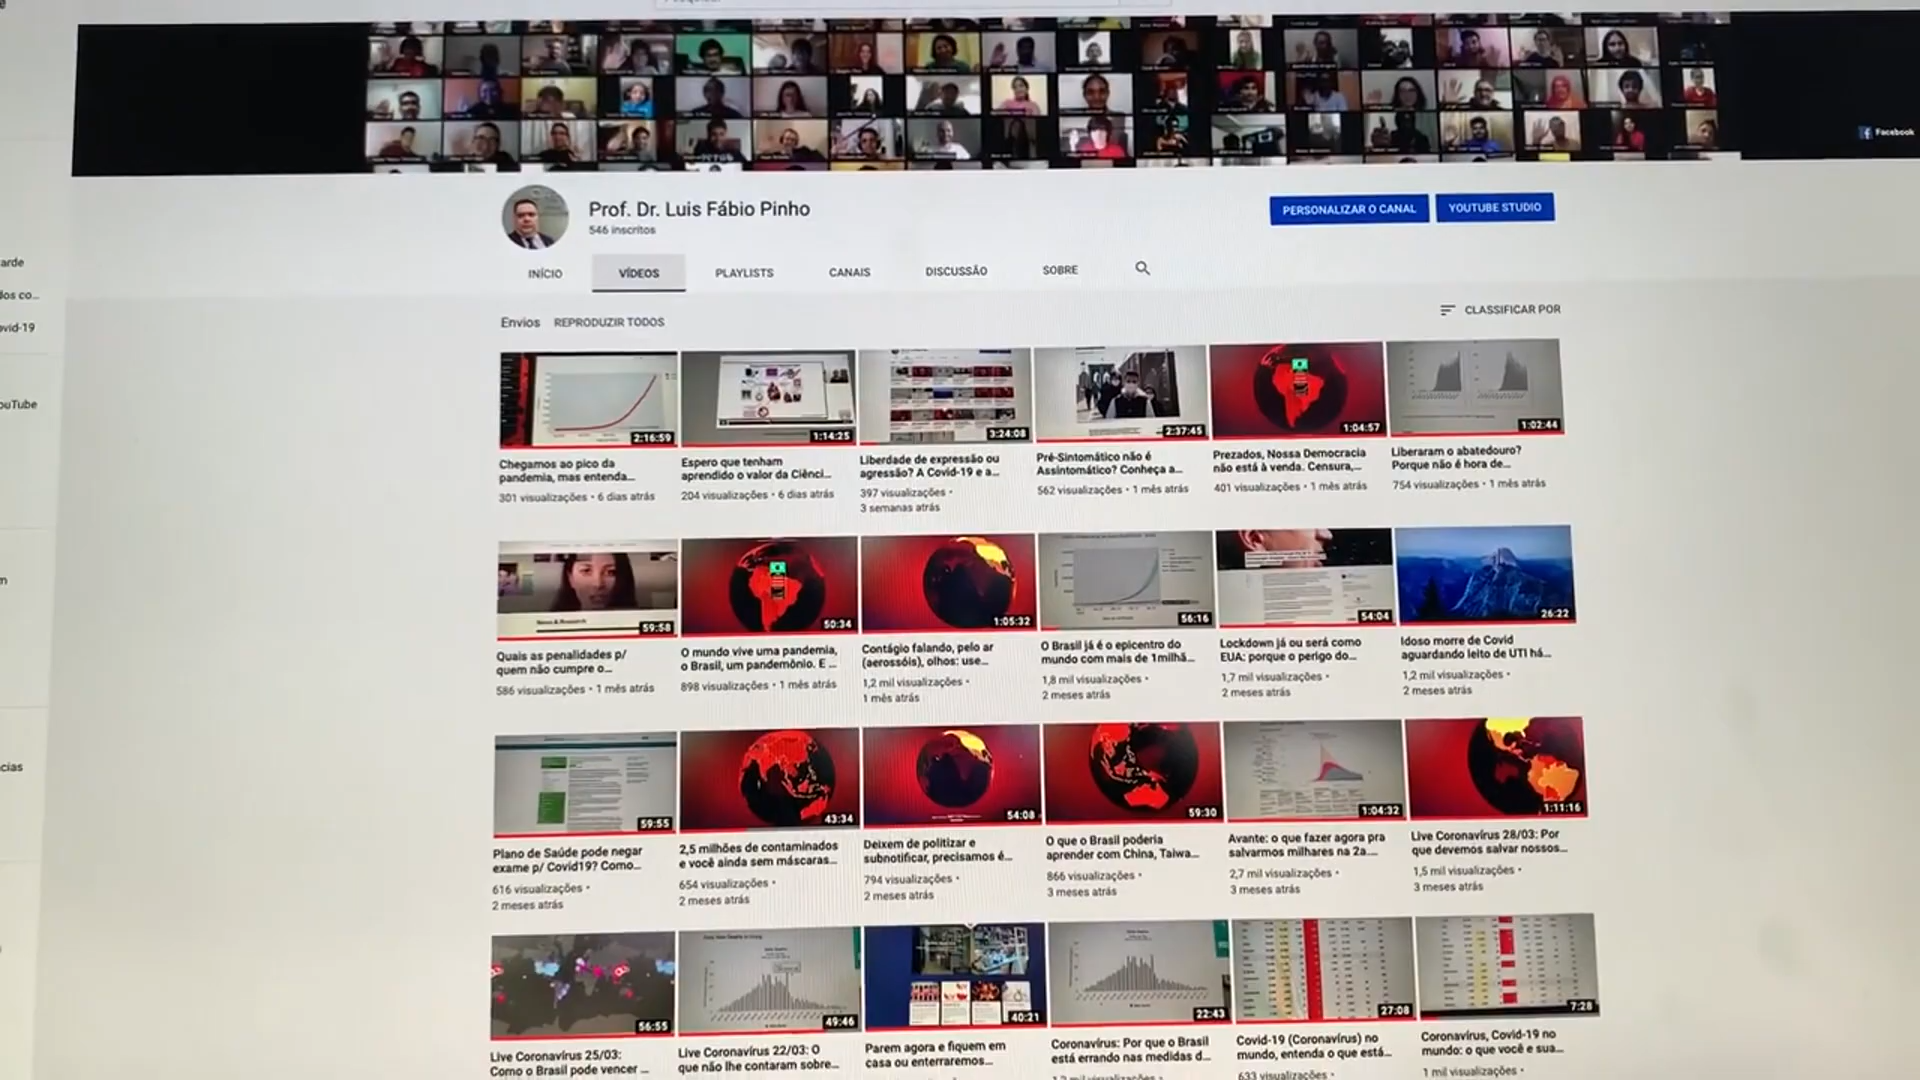 Facebook
Prof. Dr. Luis Fábio Pinho
546 inscritos
PERSONALIZAR O CANAL
YOUTUBE STUDIO
INÍCIO
VÍDEOS
PLAYLISTS
CANAIS
DISCUSSÃO
SOBRE
arde
dos co...
ovid-19
ouTube
cias
Envios
REPRODUZIR TODOS
CLASSIFICAR POR
2:16:59
Chegamos ao pico da
pandemia, mas entenda...
301 visualizações • 6 dias atrás
1:14:25
Espero que tenham
aprendido o valor da Ciênci...
204 visualizações • 6 dias atrás
3:24:08
Liberdade de expressão ou
agressão? A Covid-19 e a...
397 visualizações •
3 semanas atrás
2:37:45
Pré-Sintomático não é
Assintomático? Conheça a...
562 visualizações • 1 mês atrás
1:04:57
Prezados, Nossa Democracia
não está à venda. Censura,...
401 visualizações • 1 mês atrás
1:02:44
Liberaram o abatedouro?
Porque não é hora de...
754 visualizações • 1 mês atrás
News & Research
59:58
Quais as penalidades p/
quem não cumpre o...
586 visualizações • 1 mês atrás
50:34
O mundo vive uma pandemia,
o Brasil, um pandemônio. E ...
898 visualizações • 1 mês atrás
1:05:32
Contágio falando, pelo ar
(aerossóis), olhos: use...
1,2 mil visualizações •
1 mês atrás
56:16
O Brasil já é o epicentro do
mundo com mais de 1milhã...
1,8 mil visualizações •
2 meses atrás
54:04
Lockdown já ou será como
EUA: porque o perigo do...
1,7 mil visualizações •
2 meses atrás
26:22
Idoso morre de Covid
aguardando leito de UTI há...
1,2 mil visualizações •
2 meses atrás
59:55
Plano de Saúde pode negar
exame p/ Covid19? Como...
616 visualizações •
2 meses atrás
43:34
2,5 milhões de contaminados
e você ainda sem máscaras...
654 visualizações •
2 meses atrás
54:08
Deixem de politizar e
subnotificar, precisamos é...
794 visualizações •
2 meses atrás
59:30
O que o Brasil poderia
aprender com China, Taiwa...
866 visualizações •
3 meses atrás
1:04:32
Avante: o que fazer agora pra
salvarmos milhares na 2a....
2,7 mil visualizações •
3 meses atrás
1:11:16
Live Coronavírus 28/03: Por
que devemos salvar nossos...
1,5 mil visualizações •
3 meses atrás
56:55
Live Coronavírus 25/03:
Como o Brasil pode vencer ...
49:46
Live Coronavírus 22/03: O
que não lhe contaram sobre...
40:21
Parem agora e fiquem em
casa ou enterraremos...
22:43
Coronavírus: Por que o Brasil
está errando nas medidas d...
27:08
Covid-19 (Coronavírus) no
mundo, entenda o que está...
633 visualizações •
7:28
Coronavírus, Covid-19 no
mundo: o que você e sua...
1 mil visualizações •